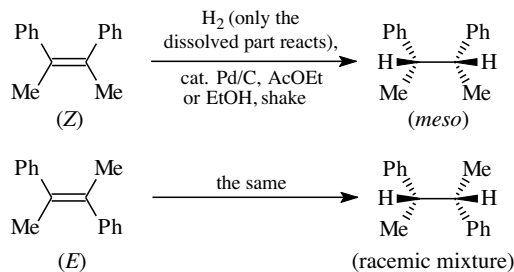 Ph Ph
Me Me
(Z)
H₂ (only the
dissolved part reacts),
cat. Pd/C, AcOEt
or EtOH, shake
Ph Ph
H H
Me Me
(meso)
Ph Me
Me Ph
(E)
the same
Ph Me
H H
Me Ph
(racemic mixture)